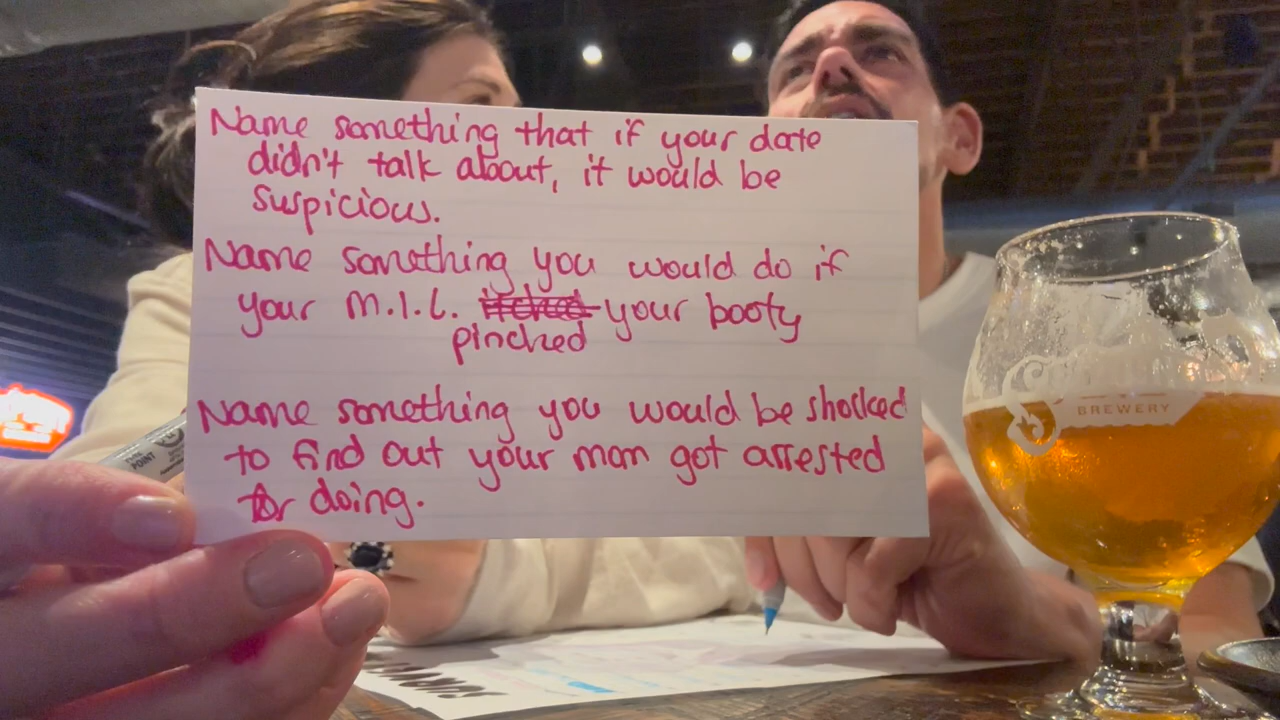 Name something that if your date
didn't talk about, it would be
suspicious.
Name something you would do if
your M.I.L. your booty
pinched
Name something you would be shocked
to find out your man got arrested
for doing.
BREWERY
POINT